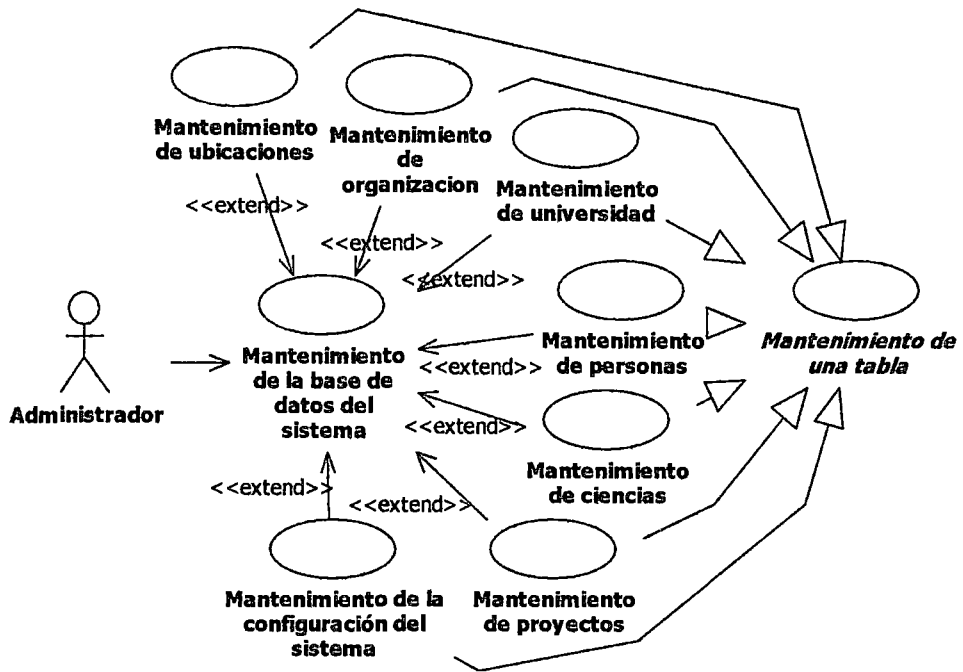 Mantenimiento
de ubicaciones
Mantenimiento
de
organizacion
Mantenimiento
de universidad
<<extend>>
<<extend>>
<<extend>>
Administrador
Mantenimiento
de la base de
datos del
sistema
Mantenimiento
de personas
<<extend>>
Mantenimiento de
una tabla
<<extend>>
Mantenimiento
de ciencias
<<extend>>
<<extend>>
Mantenimiento de la
configuración del
sistema
Mantenimiento
de proyectos